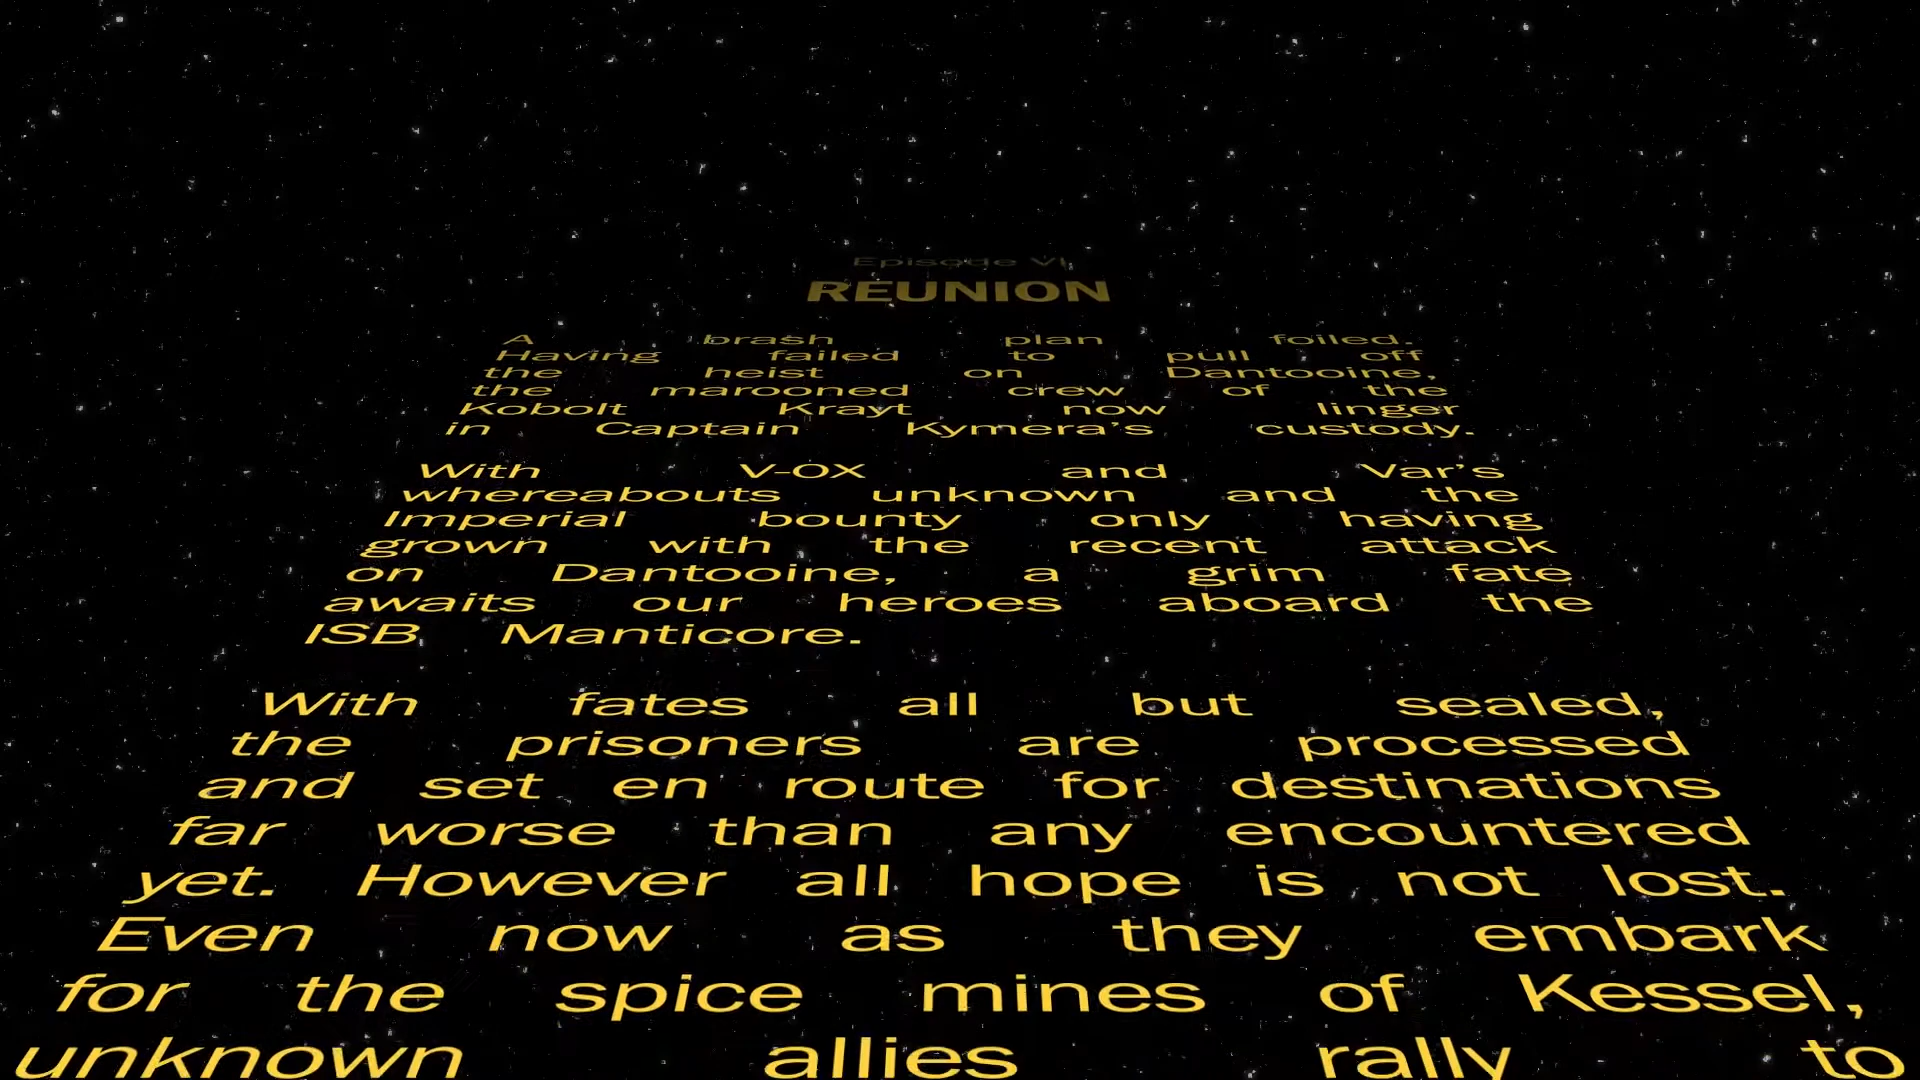 Episode VI
REUNION
A brash plan foiled.
Having failed to pull off
the heist on Dantooine,
the marooned crew of the
Kobolt Krayt now linger
in Captain Kymera's custody.
With V-OX and Var's
whereabouts unknown and the
Imperial bounty only having
grown with the recent attack
on Dantooine, a grim fate
awaits our heroes aboard the
ISB Manticore.
With fates all but sealed,
the prisoners are processed
and set en route for destinations
far worse than any encountered
yet. However all hope is not lost.
Even now as they embark
for the spice mines of Kessel,
unknown allies rally to